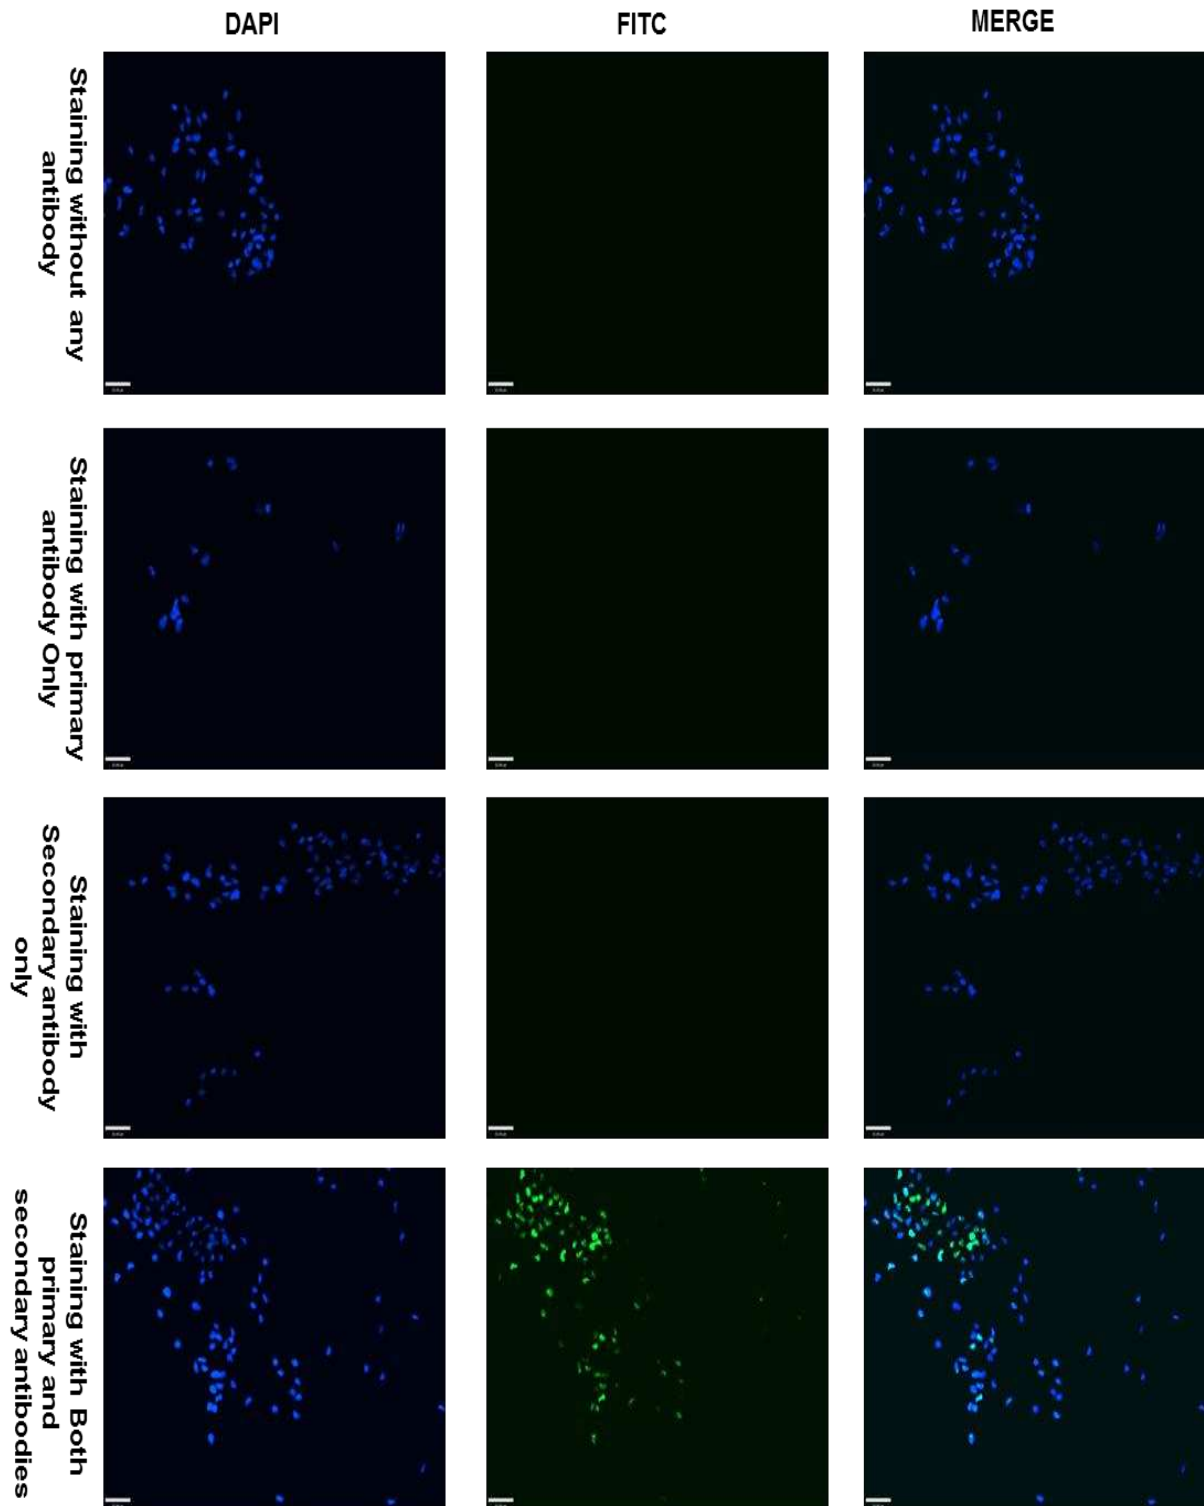 DAPI
FITC
MERGE
Staining without any
antibody
Staining with primary
antibody Only
Staining with
Secondary antibody
only
Staining with Both
primary and
secondary antibodies